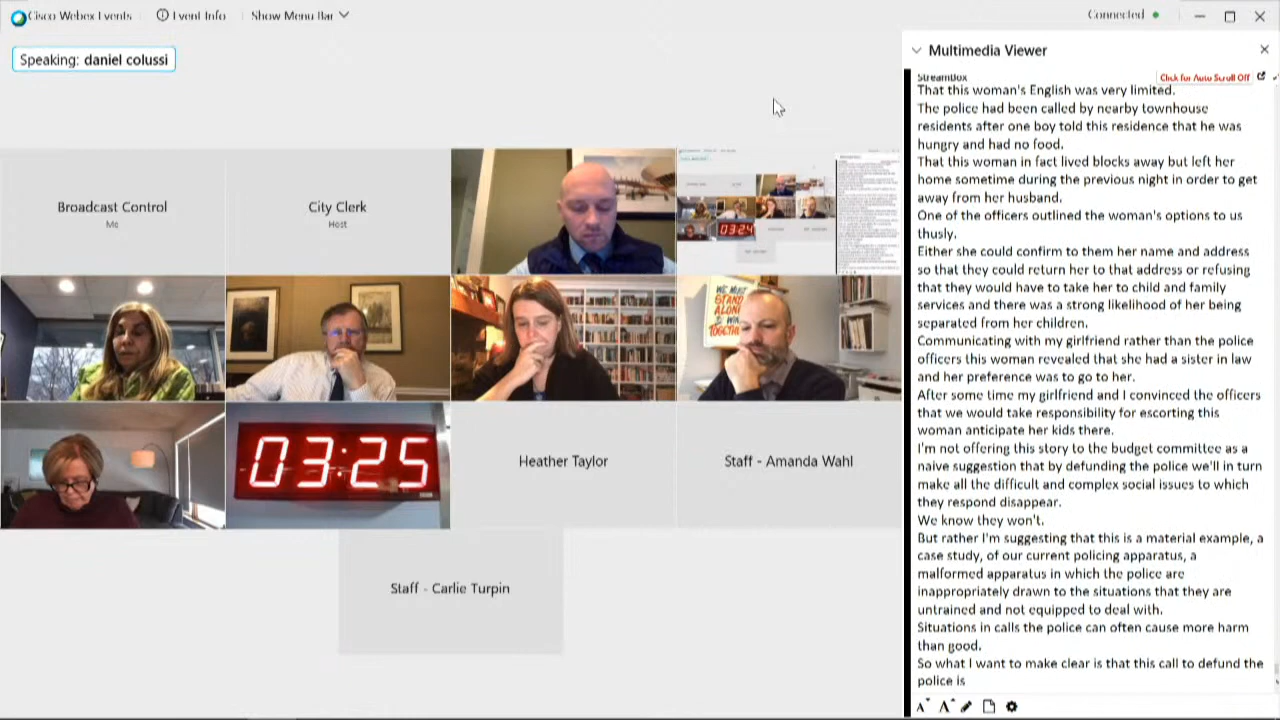 Cisco Webex Events
Event Info
Show Menu Bar
Connected
Speaking: daniel colussi
Multimedia Viewer
Broadcast Cont...
Me
City Clerk
Host
03:24
WE MUST
STAND
ALONE
TOGETHER
03:25
Heather Taylor
Staff - Amanda Wahl
Staff - Carlie Turpin
StreamBox
Click for Auto Scroll Off
That this woman's English was very limited.
The police had been called by nearby townhouse
residents after one boy told this residence that he was
hungry and had no food.
That this woman in fact lived blocks away but left her
home sometime during the previous night in order to get
away from her husband.
One of the officers outlined the woman's options to us
thusly.
Either she could confirm to them her name and address
so that they could return her to that address or refusing
that they would have to take her to child and family
services and there was a strong likelihood of her being
separated from her children.
Communicating with my girlfriend rather than the police
officers this woman revealed that she had a sister in law
and her preference was to go to her.
After some time my girlfriend and I convinced the officers
that we would take responsibility for escorting this
woman anticipate her kids there.
I'm not offering this story to the budget committee as a
naive suggestion that by defunding the police we'll in turn
make all the difficult and complex social issues to which
they respond disappear.
We know they won't.
But rather I'm suggesting that this is a material example, a
case study, of our current policing apparatus, a
malformed apparatus in which the police are
inappropriately drawn to the situations that they are
untrained and not equipped to deal with.
Situations in calls the police can often cause more harm
than good.
So what I want to make clear is that this call to defund the
police is